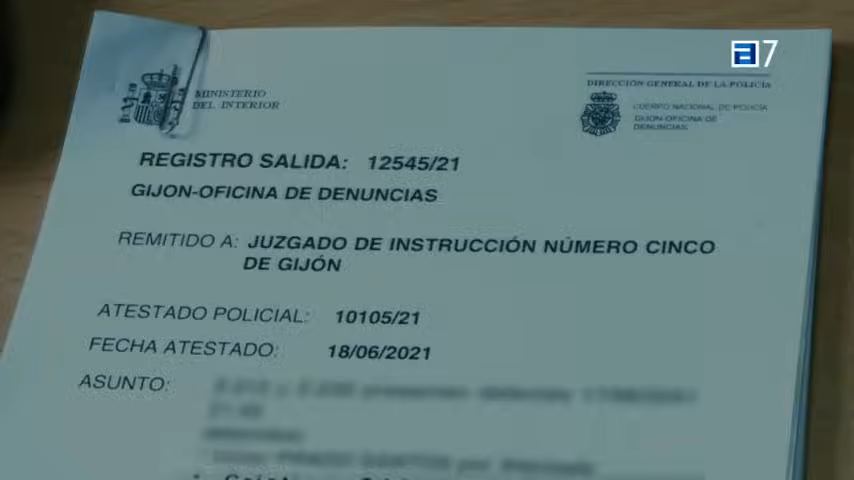 7
MINISTERIO
DEL INTERIOR
DIRECCIÓN GENERAL DE LA POLICÍA
CUERPO NACIONAL DE POLICÍA
GIJON-OFICINA DE
DENUNCIAS
REGISTRO SALIDA: 12545/21
GIJON-OFICINA DE DENUNCIAS
REMITIDO A: JUZGADO DE INSTRUCCIÓN NÚMERO CINCO
DE GIJÓN
ATESTADO POLICIAL: 10105/21
FECHA ATESTADO: 18/06/2021
ASUNTO: